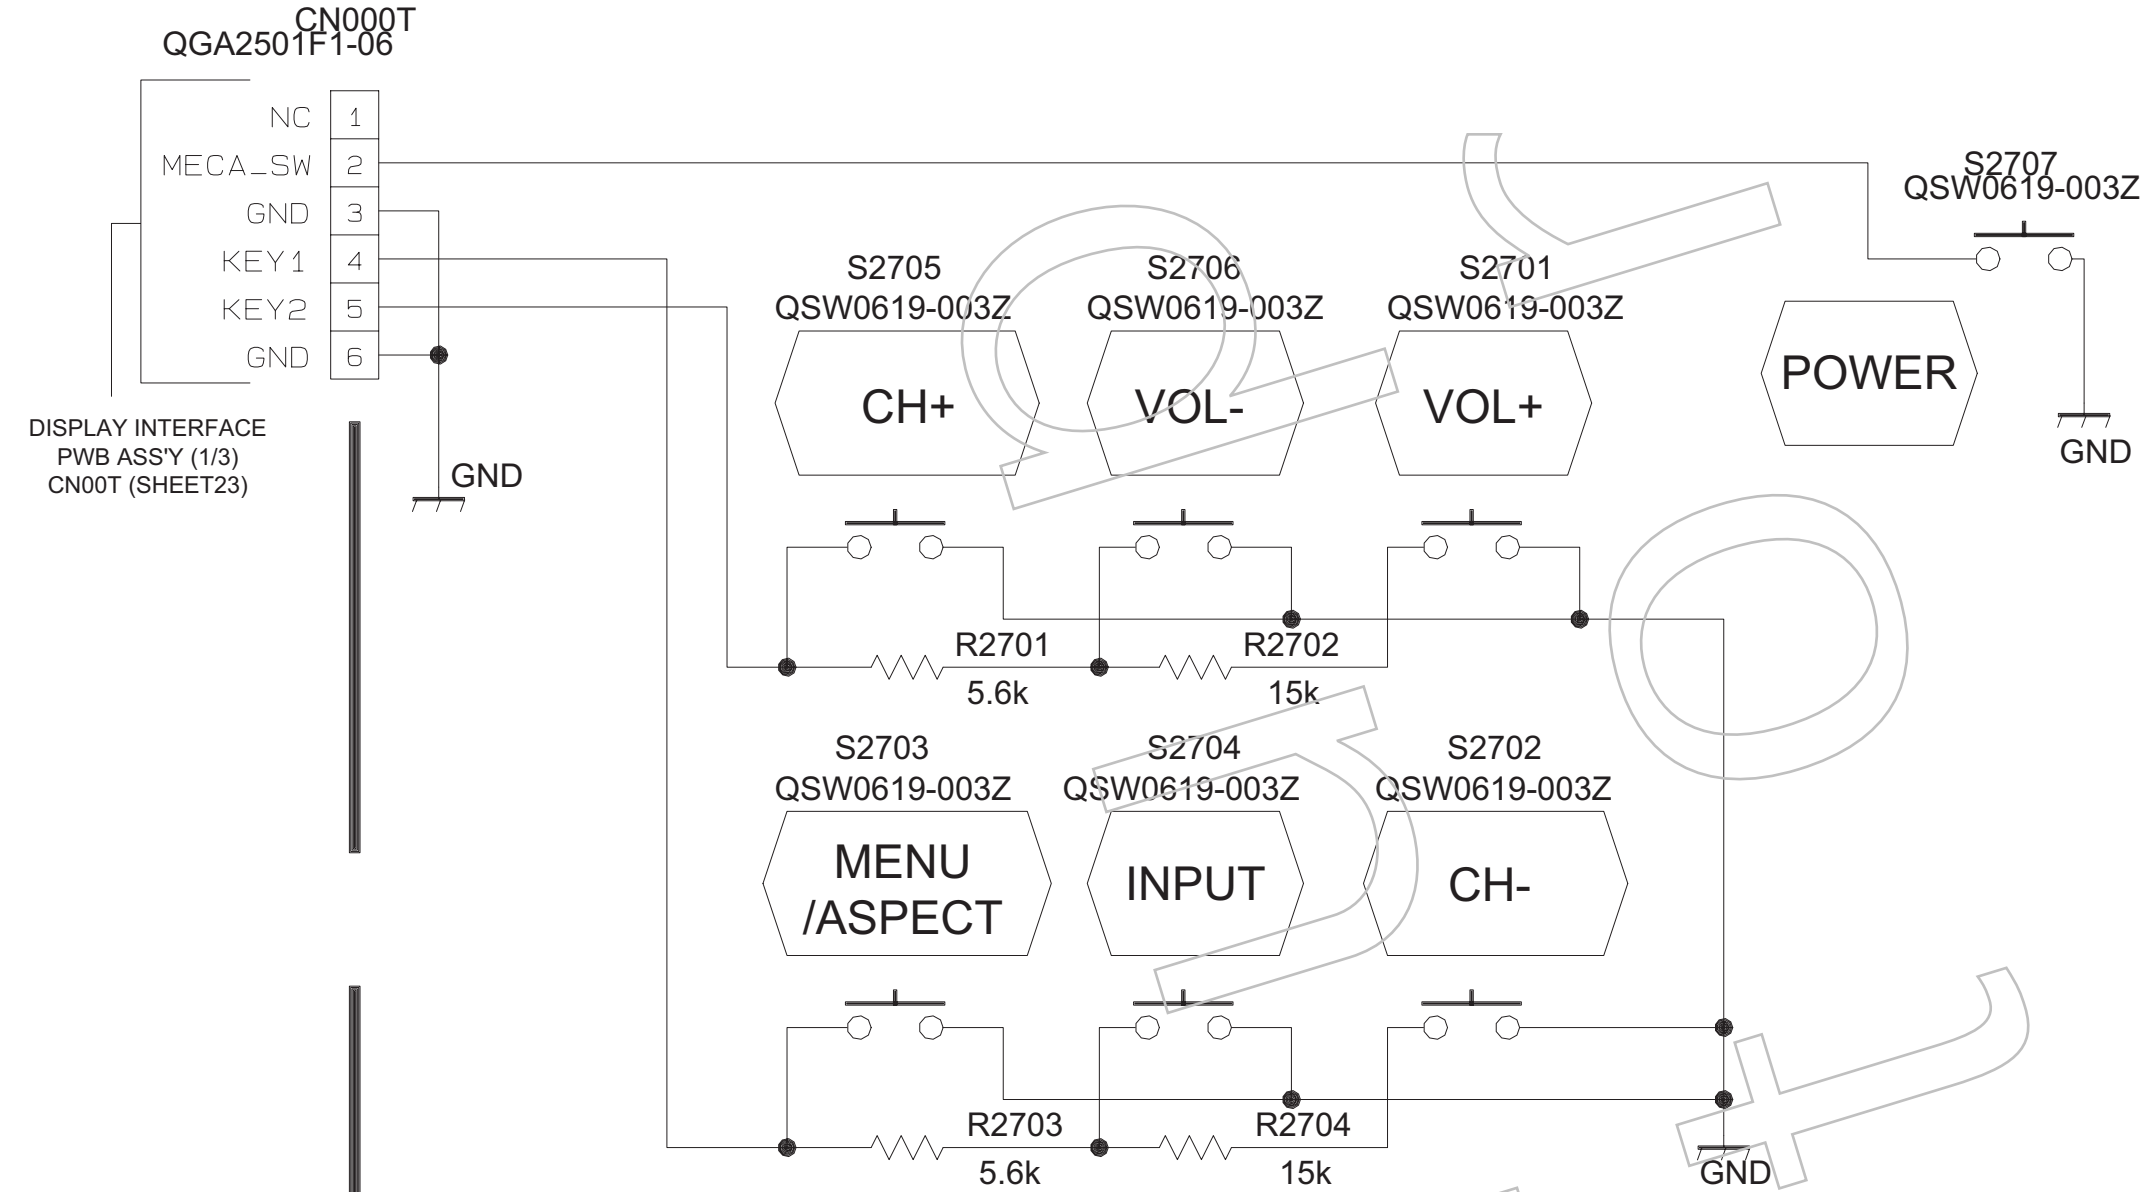 CN000T
QGA2501F1-06
NC 1
MECA_SW 2
GND 3
KEY1 4
KEY2 5
GND 6
DISPLAY INTERFACE
PWB ASS'Y (1/3)
CN00T (SHEET23)
GND
S2707
QSW0619-003Z
POWER
GND
S2705
QSW0619-003Z
CH+
S2706
QSW0619-003Z
VOL-
S2701
QSW0619-003Z
VOL+
R2701
5.6k
R2702
15k
S2703
QSW0619-003Z
MENU
/ASPECT
S2704
QSW0619-003Z
INPUT
S2702
QSW0619-003Z
CH-
R2703
5.6k
R2704
15k
GND